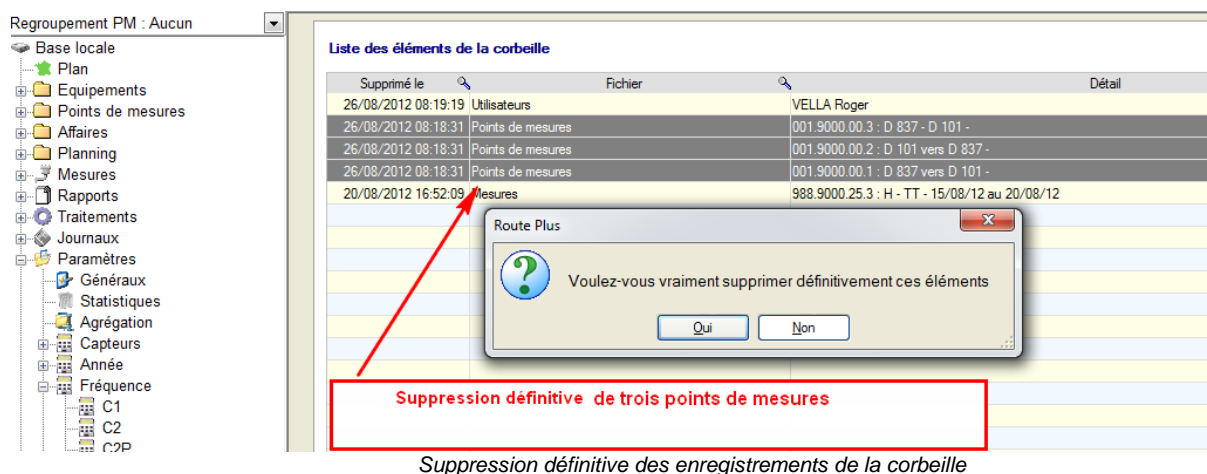 Regroupement PM : Aucun
Base locale
Plan
Equipements
Points de mesures
Affaires
Planning
Mesures
Rapports
Traitements
Journaux
Paramètres
Généraux
Statistiques
Agrégation
Capteurs
Année
Fréquence
C1
C2
C2P
Liste des éléments de la corbeille
Supprimé le Fichier Détail
26/08/2012 08:19:19 Utilisateurs VELLA Roger
26/08/2012 08:18:31 Points de mesures 001.9000.00.3 : D 837 - D 101 -
26/08/2012 08:18:31 Points de mesures 001.9000.00.2 : D 101 vers D 837 -
26/08/2012 08:18:31 Points de mesures 001.9000.00.1 : D 837 vers D 101 -
20/08/2012 16:52:09 Mesures 988.9000.25.3 : H - TT - 15/08/12 au 20/08/12
Route Plus
Voulez-vous vraiment supprimer définitivement ces éléments
Oui Non
Suppression définitive de trois points de mesures
Suppression définitive des enregistrements de la corbeille